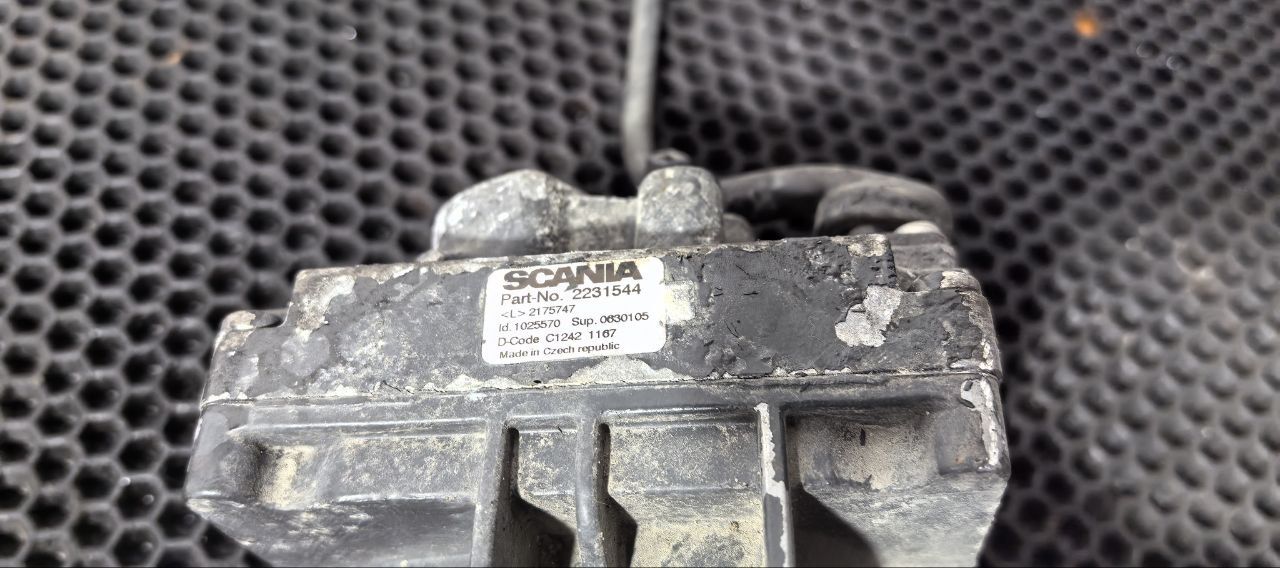 SCANIA
Part-No. 2231544
<L> 2175747
Id.1025570 Sup. 0630105
D-Code C1242 1167
Made in Czech republic